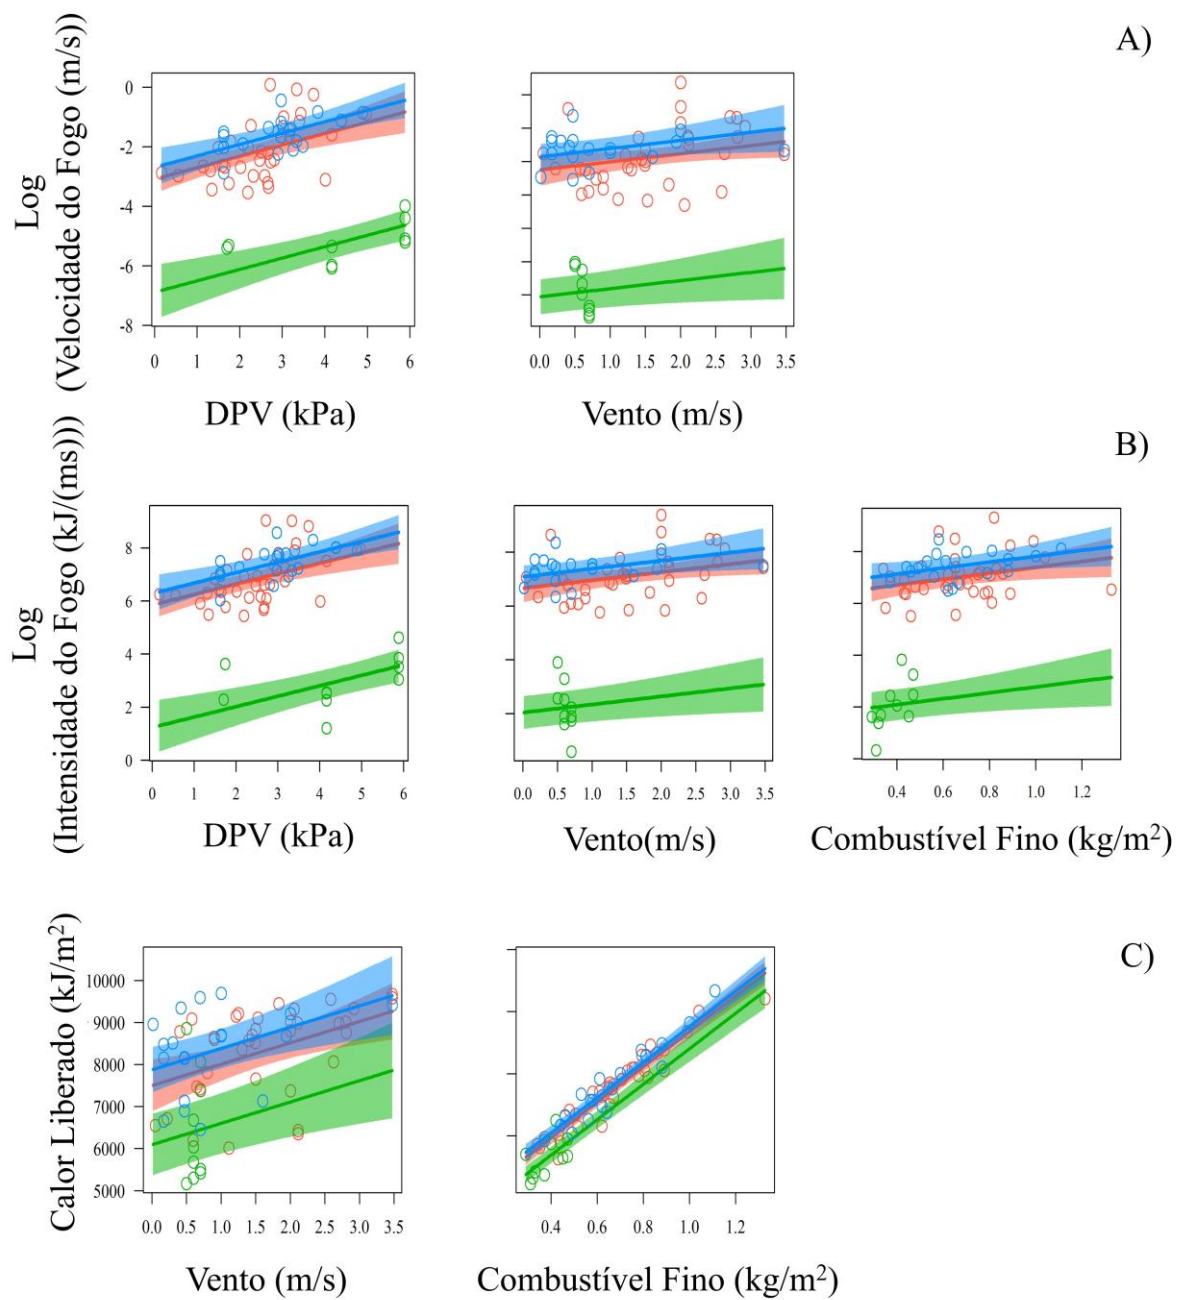 A)
Log
(Velocidade do Fogo (m/s))
0
-2
-4
-6
-8
0 1 2 3 4 5 6
DPV (kPa)
0.0 0.5 1.0 1.5 2.0 2.5 3.0 3.5
Vento (m/s)
B)
Log
(Intensidade do Fogo (kJ/(ms)))
8
6
4
2
0
0 1 2 3 4 5 6
DPV (kPa)
0.0 0.5 1.0 1.5 2.0 2.5 3.0 3.5
Vento(m/s)
0.4 0.6 0.8 1.0 1.2
Combustível Fino (kg/m²)
C)
Calor Liberado (kJ/m²)
10000
9000
8000
7000
6000
5000
0.0 0.5 1.0 1.5 2.0 2.5 3.0 3.5
Vento (m/s)
0.4 0.6 0.8 1.0 1.2
Combustível Fino (kg/m²)